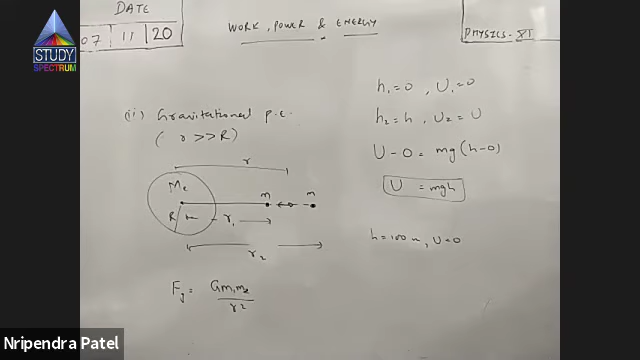 DATE
07 11 20
WORK, POWER & ENERGY
PHYSICS-XI
STUDY
SPECTRUM
(ii) Gravitational p.e.
( r >> R)
r
Me
m m
R
r1
r2
Fg = Gm1m2
r2
h1=0 , U1=0
h2=h , U2=U
U-0 = mg(h-0)
U = mgh
h=100m, U=0
Nripendra Patel